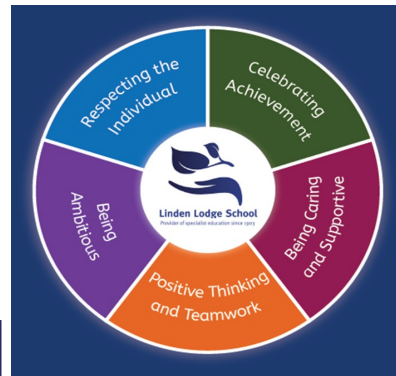 Respecting the
Individual
Celebrating
Achievement
Being Caring
and Supportive
Positive Thinking
and Teamwork
Being
Ambitious
Linden Lodge School
Provider of specialist education since 1903